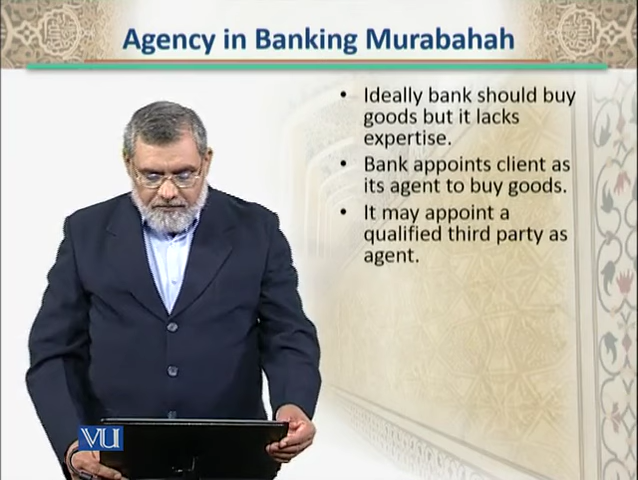 Agency in Banking Murabahah
• Ideally bank should buy
goods but it lacks
expertise.
• Bank appoints client as
its agent to buy goods.
• It may appoint a
qualified third party as
agent.
VU